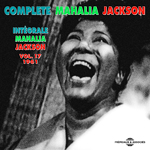 COMPLETE MAHALIA JACKSON
INTÉGRALE
MAHALIA
JACKSON
VOL. 17
1961